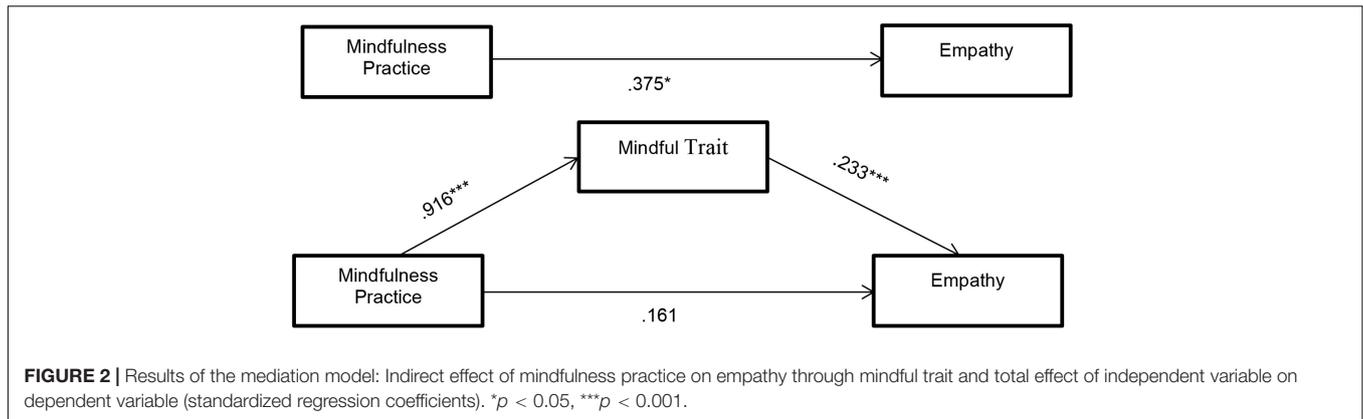 Mindfulness
Practice
Empathy
.375*
Mindful Trait
.916***
.233***
Mindfulness
Practice
Empathy
.161
FIGURE 2 | Results of the mediation model: Indirect effect of mindfulness practice on empathy through mindful trait and total effect of independent variable on
dependent variable (standardized regression coefficients). *p < 0.05, ***p < 0.001.